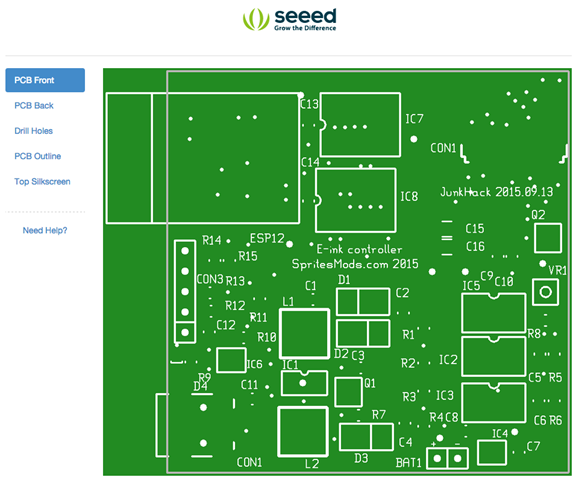 seeed
Grow the Difference
PCB Front
PCB Back
Drill Holes
PCB Outline
Top Silkscreen
Need Help?
C13
IC7
CON1
C14
IC8
JunkHack 2015.09.13
Q2
C15
C16
R14
ESP12
R15
E-ink controller
SpritesMods.com 2015
CON3
R13
D1
C9
C10
VR1
IC5
R12
L1
C1
C2
R11
C12
R10
R1
R8
D2
C3
IC6
IC1
R2
IC2
R9
D4
C11
Q1
R3
IC3
C5
R5
R7
R4
C8
C6
R6
IC4
CON1
L2
D3
C4
BAT1
+
-
C7